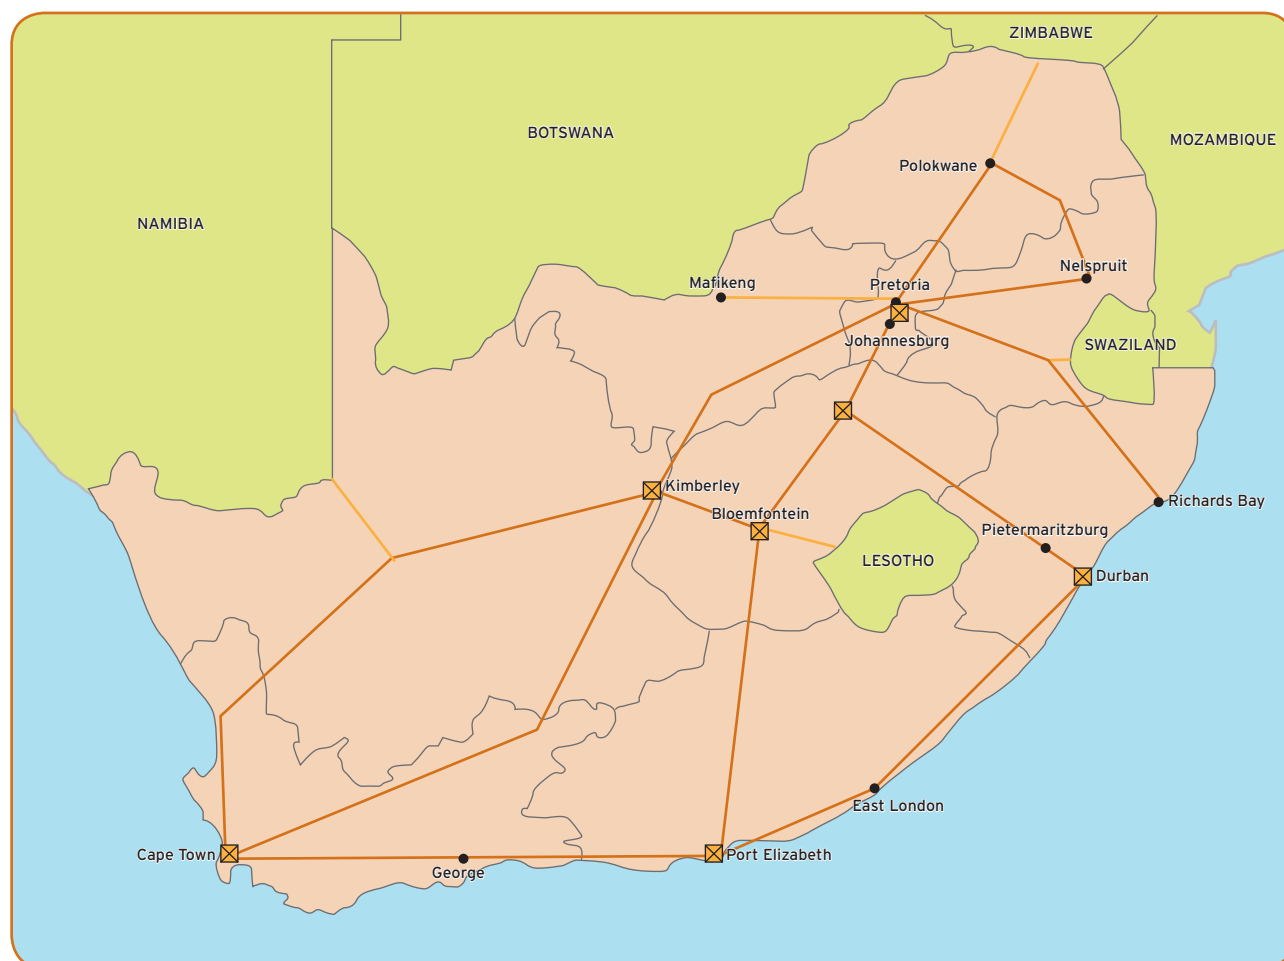 ZIMBABWE
BOTSWANA
MOZAMBIQUE
Polokwane
NAMIBIA
Nelspruit
Mafikeng
Pretoria
Johannesburg
SWAZILAND
Kimberley
Richards Bay
Bloemfontein
Pietermaritzburg
LESOTHO
Durban
East London
Cape Town
Port Elizabeth
George